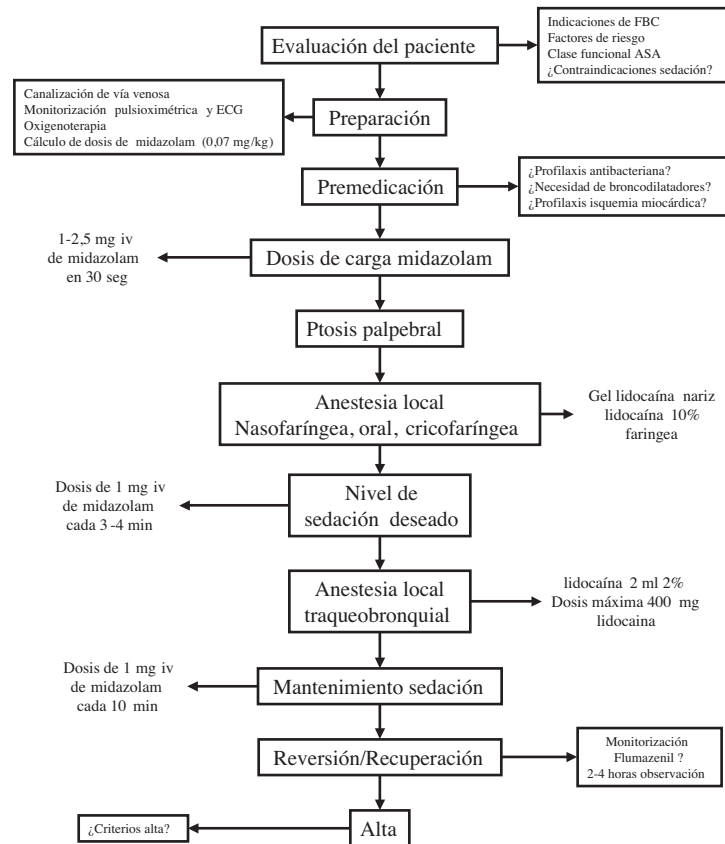 Evaluación del paciente
Indicaciones de FBC
Factores de riesgo
Clase funcional ASA
¿Contraindicaciones sedación?
Canalización de vía venosa
Monitorización pulsioximétrica y ECG
Oxigenoterapia
Cálculo de dosis de midazolam (0,07 mg/kg)
Preparación
Premedicación
¿Profilaxis antibacteriana?
¿Necesidad de broncodilatadores?
¿Profilaxis isquemia miocárdica?
1-2,5 mg iv
de midazolam
en 30 seg
Dosis de carga midazolam
Ptosis palpebral
Anestesia local
Nasofaríngea, oral, cricofaríngea
Gel lidocaína nariz
lidocaína 10%
faringea
Dosis de 1 mg iv
de midazolam
cada 3-4 min
Nivel de
sedación deseado
Anestesia local
traqueobronquial
lidocaína 2 ml 2%
Dosis máxima 400 mg
lidocaina
Dosis de 1 mg iv
de midazolam
cada 10 min
Mantenimiento sedación
Reversión/Recuperación
Monitorización
Flumazenil ?
2-4 horas observación
¿Criterios alta?
Alta